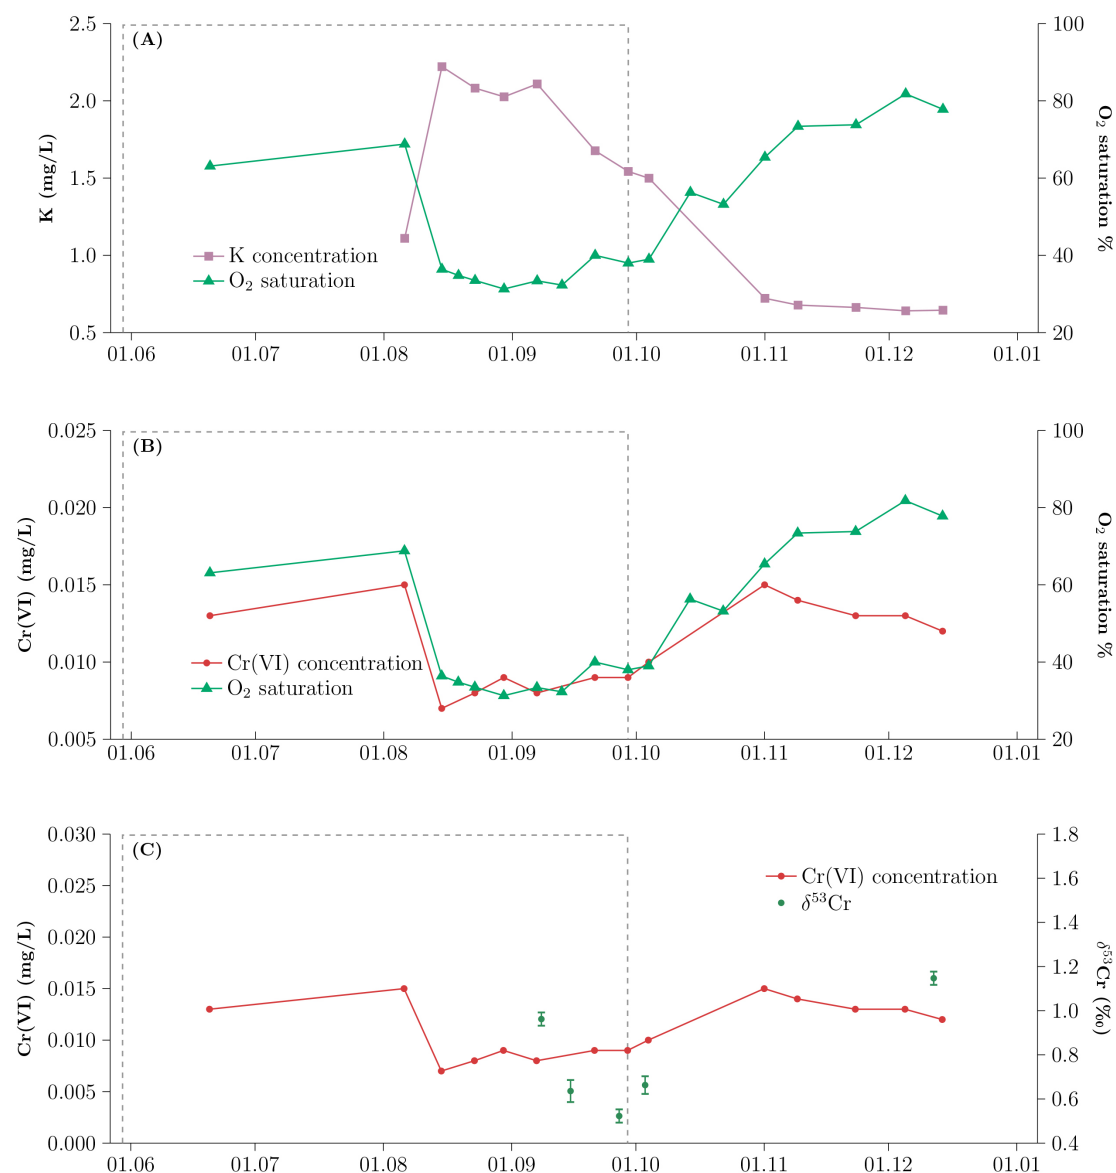 2.5
2.0
1.5
1.0
0.5
K (mg/L)
(A)
K concentration
O₂ saturation
100
80
60
40
20
O₂ saturation %
01.06 01.07 01.08 01.09 01.10 01.11 01.12 01.01
0.025
0.020
0.015
0.010
0.005
Cr(VI) (mg/L)
(B)
Cr(VI) concentration
O₂ saturation
100
80
60
40
20
O₂ saturation %
01.06 01.07 01.08 01.09 01.10 01.11 01.12 01.01
0.030
0.025
0.020
0.015
0.010
0.005
0.000
Cr(VI) (mg/L)
(C)
Cr(VI) concentration
δ⁵³Cr
1.8
1.6
1.4
1.2
1.0
0.8
0.6
0.4
δ⁵³Cr (‰)
01.06 01.07 01.08 01.09 01.10 01.11 01.12 01.01